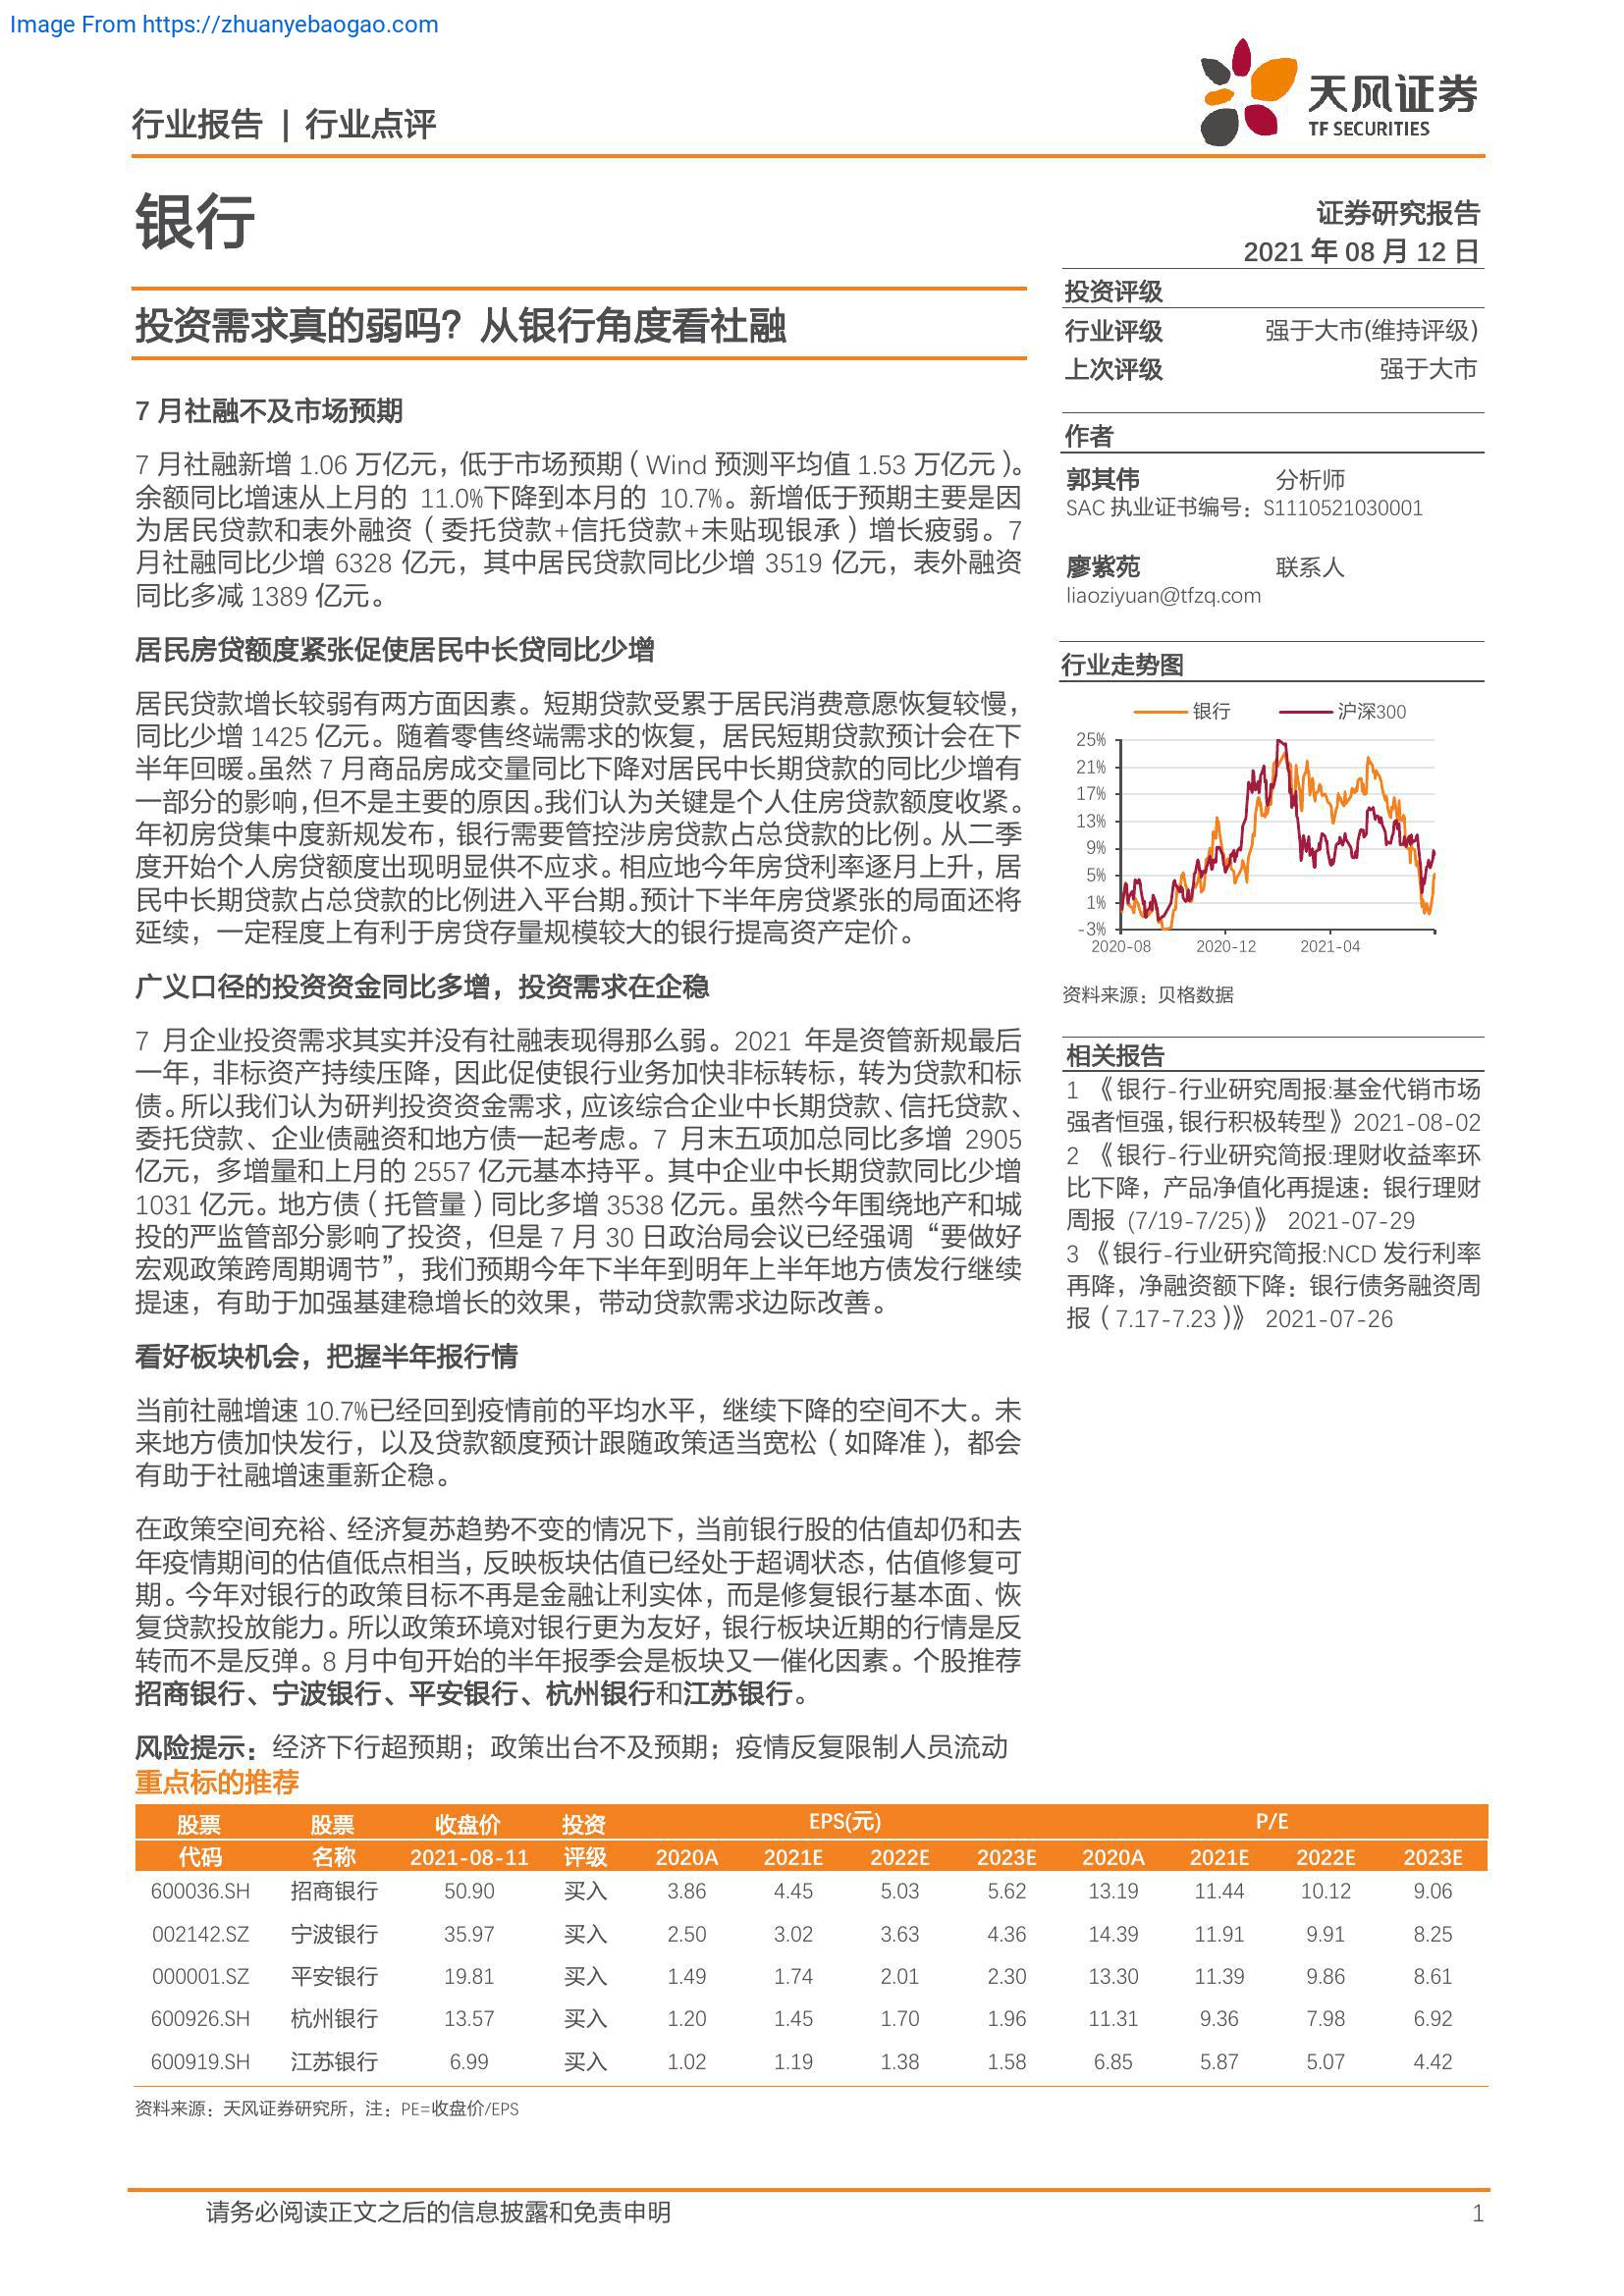 Image From https://zhuanyebaogao.com
行业报告 | 行业点评
天风证券
TF SECURITIES
银行
证券研究报告
2021 年 08 月 12 日
投资需求真的弱吗？从银行角度看社融
7 月社融不及市场预期
7 月社融新增 1.06 万亿元，低于市场预期（Wind 预测平均值 1.53 万亿元）。
余额同比增速从上月的 11.0%下降到本月的 10.7%。新增低于预期主要是因
为居民贷款和表外融资（委托贷款+信托贷款+未贴现银承）增长疲弱。7
月社融同比少增 6328 亿元，其中居民贷款同比少增 3519 亿元，表外融资
同比多减 1389 亿元。
居民房贷额度紧张促使居民中长贷同比少增
居民贷款增长较弱有两方面因素。短期贷款受累于居民消费意愿恢复较慢，
同比少增 1425 亿元。随着零售终端需求的恢复，居民短期贷款预计会在下
半年回暖。虽然 7 月商品房成交量同比下降对居民中长期贷款的同比少增有
一部分的影响，但不是主要的原因。我们认为关键是个人住房贷款额度收紧。
年初房贷集中度新规发布，银行需要管控涉房贷款占总贷款的比例。从二季
度开始个人房贷额度出现明显供不应求。相应地今年房贷利率逐月上升，居
民中长期贷款占总贷款的比例进入平台期。预计下半年房贷紧张的局面还将
延续，一定程度上有利于房贷存量规模较大的银行提高资产定价。
广义口径的投资资金同比多增，投资需求在企稳
7 月企业投资需求其实并没有社融表现得那么弱。2021 年是资管新规最后
一年，非标资产持续压降，因此促使银行业务加快非标转标，转为贷款和标
债。所以我们认为研判投资资金需求，应该综合企业中长期贷款、信托贷款、
委托贷款、企业债融资和地方债一起考虑。7 月末五项加总同比多增 2905
亿元，多增量和上月的 2557 亿元基本持平。其中企业中长期贷款同比少增
1031 亿元。地方债（托管量）同比多增 3538 亿元。虽然今年围绕地产和城
投的严监管部分影响了投资，但是 7 月 30 日政治局会议已经强调“要做好
宏观政策跨周期调节”，我们预期今年下半年到明年上半年地方债发行继续
提速，有助于加强基建稳增长的效果，带动贷款需求边际改善。
看好板块机会，把握半年报行情
当前社融增速 10.7%已经回到疫情前的平均水平，继续下降的空间不大。未
来地方债加快发行，以及贷款额度预计跟随政策适当宽松（如降准），都会
有助于社融增速重新企稳。
在政策空间充裕、经济复苏趋势不变的情况下，当前银行股的估值却仍和去
年疫情期间的估值低点相当，反映板块估值已经处于超调状态，估值修复可
期。今年对银行的政策目标不再是金融让利实体，而是修复银行基本面、恢
复贷款投放能力。所以政策环境对银行更为友好，银行板块近期的行情是反
转而不是反弹。8 月中旬开始的半年报季会是板块又一催化因素。个股推荐
招商银行、宁波银行、平安银行、杭州银行和江苏银行。
风险提示：经济下行超预期；政策出台不及预期；疫情反复限制人员流动
投资评级
行业评级 强于大市(维持评级)
上次评级 强于大市
作者
郭其伟 分析师
SAC 执业证书编号：S1110521030001
廖紫苑 联系人
liaoziyuan@tfzq.com
行业走势图
银行 沪深300
25%
21%
17%
13%
9%
5%
1%
-3%
2020-08 2020-12 2021-04
资料来源：贝格数据
相关报告
1 《银行-行业研究周报:基金代销市场
强者恒强，银行积极转型》2021-08-02
2 《银行-行业研究简报:理财收益率环
比下降，产品净值化再提速：银行理财
周报 (7/19-7/25)》 2021-07-29
3 《银行-行业研究简报:NCD 发行利率
再降，净融资额下降：银行债务融资周
报（7.17-7.23）》 2021-07-26
重点标的推荐
股票 股票 收盘价 投资 EPS(元) P/E
代码 名称 2021-08-11 评级 2020A 2021E 2022E 2023E 2020A 2021E 2022E 2023E
600036.SH 招商银行 50.90 买入 3.86 4.45 5.03 5.62 13.19 11.44 10.12 9.06
002142.SZ 宁波银行 35.97 买入 2.50 3.02 3.63 4.36 14.39 11.91 9.91 8.25
000001.SZ 平安银行 19.81 买入 1.49 1.74 2.01 2.30 13.30 11.39 9.86 8.61
600926.SH 杭州银行 13.57 买入 1.20 1.45 1.70 1.96 11.31 9.36 7.98 6.92
600919.SH 江苏银行 6.99 买入 1.02 1.19 1.38 1.58 6.85 5.87 5.07 4.42
资料来源：天风证券研究所，注：PE=收盘价/EPS
请务必阅读正文之后的信息披露和免责申明 1